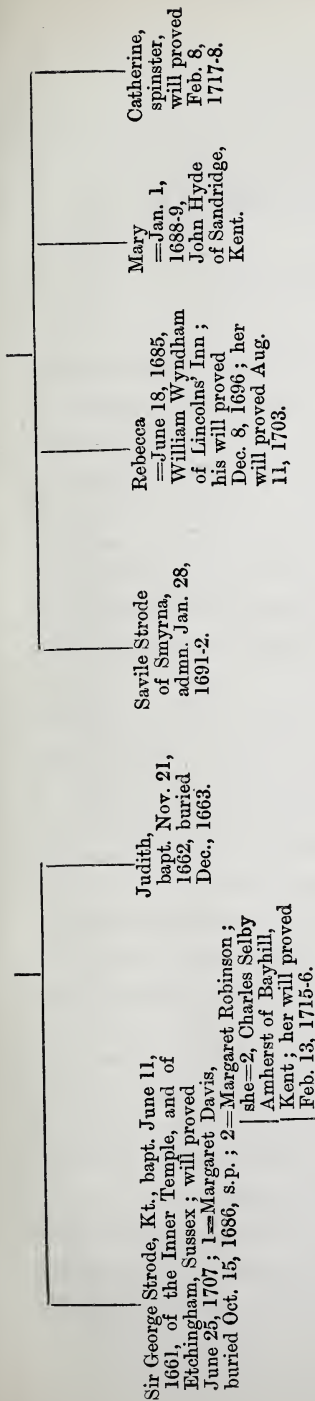 Sir George Strode, Kt., bapt. June 11,
1661, of the Inner Temple, and of
Etchingham, Sussex; will proved
June 25, 1707; 1=Margaret Davis,
buried Oct. 15, 1686, s.p.; 2=Margaret Robinson;
she=2, Charles Selby
Amherst of Bayhill,
Kent; her will proved
Feb. 13, 1715-6.
Judith,
bapt. Nov. 21,
1662, buried
Dec., 1663.
Savile Strode
of Smyrna,
admn. Jan. 28,
1691-2.
Rebecca
=June 18, 1685,
William Wyndham
of Lincolns' Inn;
his will proved
Dec. 8, 1696; her
will proved Aug.
11, 1703.
Mary
=Jan. 1,
1688-9,
John Hyde
of Sandridge,
Kent.
Catherine,
spinster,
will proved
Feb. 8,
1717-8.